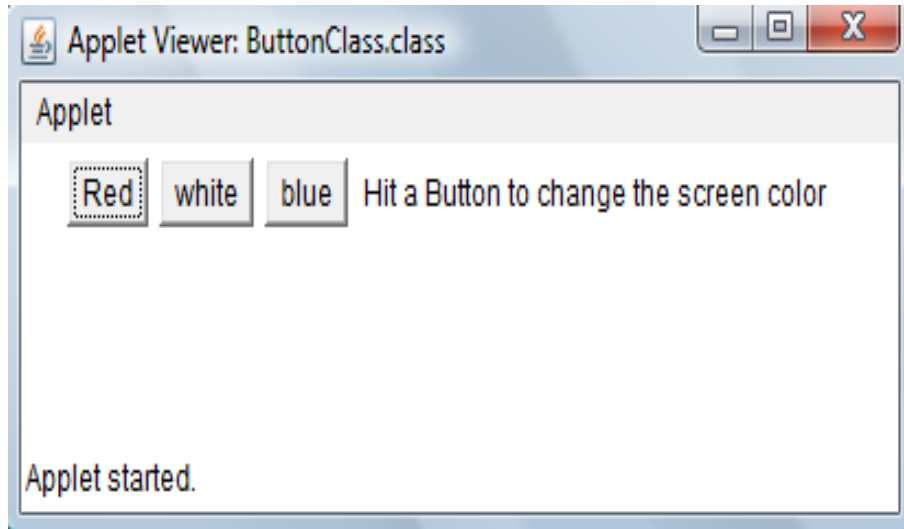 Applet Viewer: ButtonClass.class
Applet
Red white blue Hit a Button to change the screen color
Applet started.